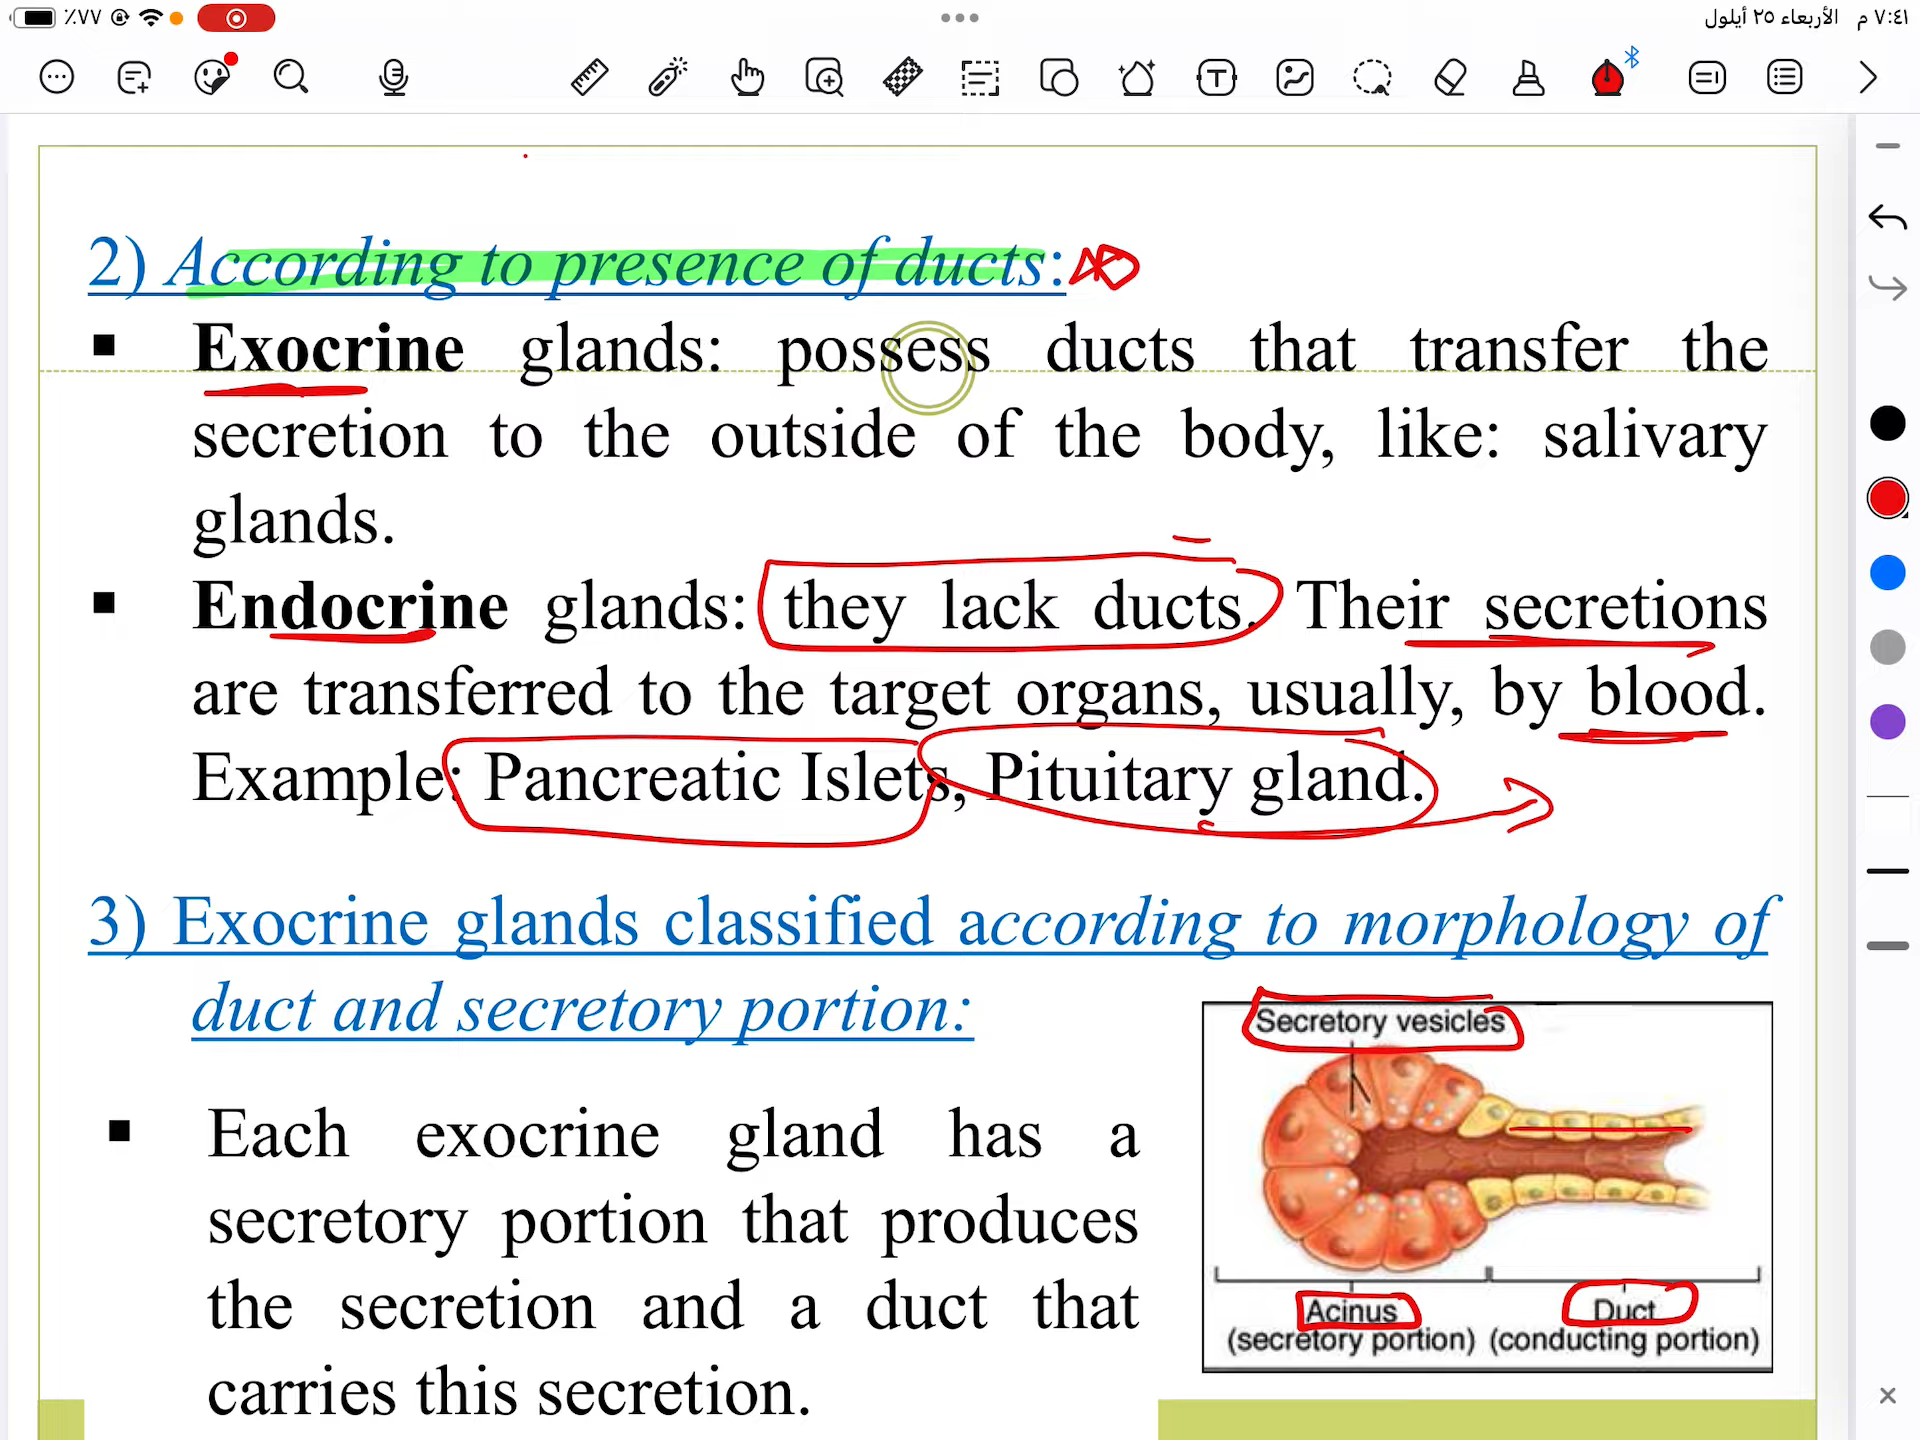 ٪٧٧
٧:٤١ م الأربعاء ٢٥ أيلول
2) According to presence of ducts:
▪ Exocrine glands: possess ducts that transfer the
secretion to the outside of the body, like: salivary
glands.
▪ Endocrine glands: they lack ducts. Their secretions
are transferred to the target organs, usually, by blood.
Example: Pancreatic Islets, Pituitary gland.
3) Exocrine glands classified according to morphology of
duct and secretory portion:
▪ Each exocrine gland has a
secretory portion that produces
the secretion and a duct that
carries this secretion.
Secretory vesicles
Acinus
(secretory portion)
Duct
(conducting portion)